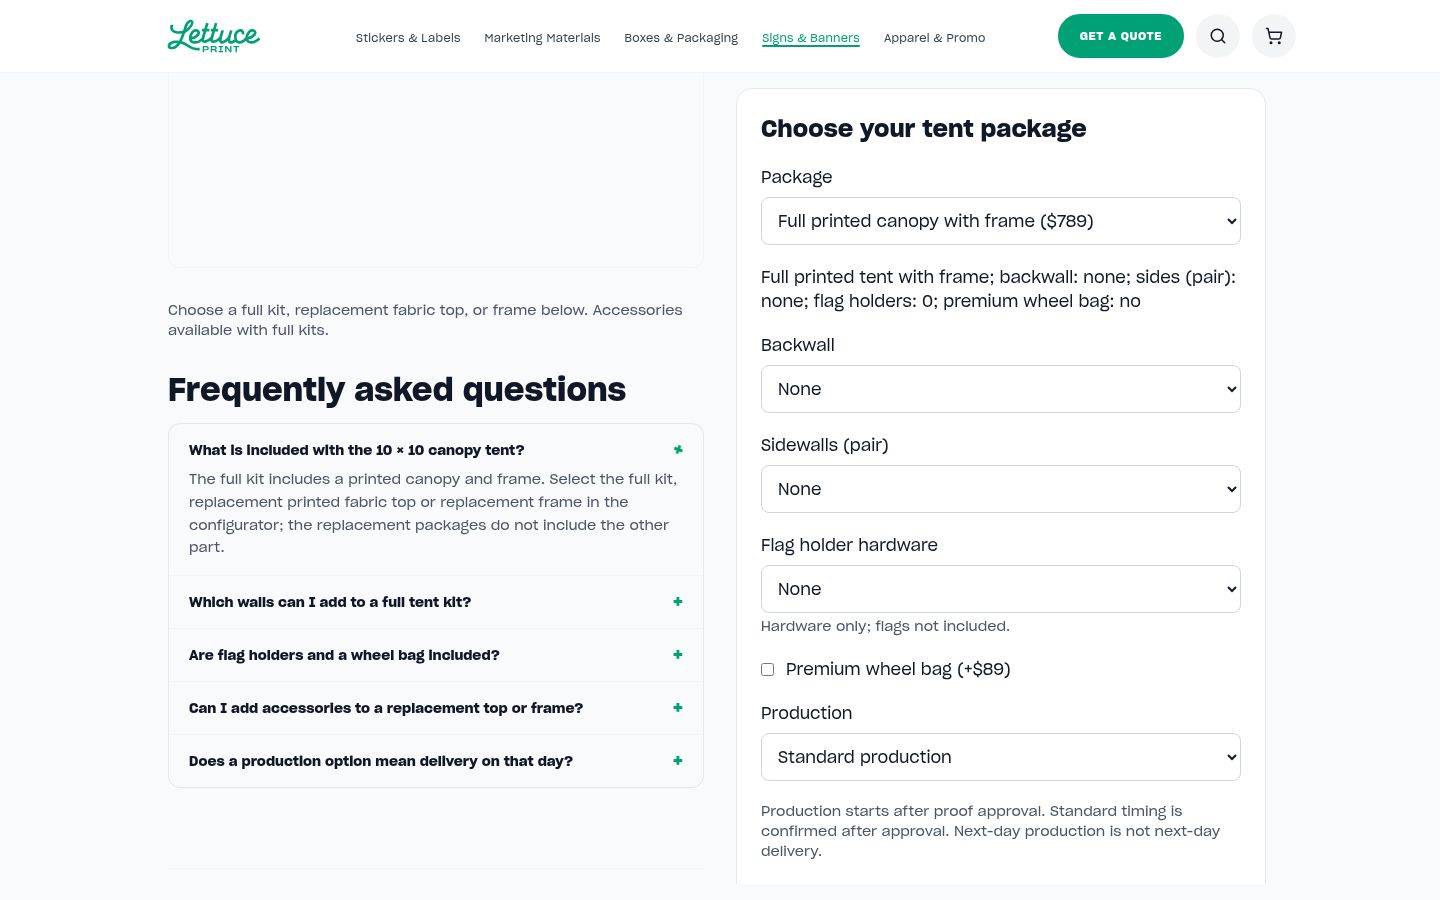 Lettuce
PRINT
Stickers & Labels
Marketing Materials
Boxes & Packaging
Signs & Banners
Apparel & Promo
GET A QUOTE
Choose a full kit, replacement fabric top, or frame below. Accessories
available with full kits.
Frequently asked questions
What is included with the 10 × 10 canopy tent?
The full kit includes a printed canopy and frame. Select the full kit,
replacement printed fabric top or replacement frame in the
configurator; the replacement packages do not include the other
part.
Which walls can I add to a full tent kit?
Are flag holders and a wheel bag included?
Can I add accessories to a replacement top or frame?
Does a production option mean delivery on that day?
Choose your tent package
Package
Full printed canopy with frame ($789)
Full printed tent with frame; backwall: none; sides (pair):
none; flag holders: 0; premium wheel bag: no
Backwall
None
Sidewalls (pair)
None
Flag holder hardware
None
Hardware only; flags not included.
Premium wheel bag (+$89)
Production
Standard production
Production starts after proof approval. Standard timing is
confirmed after approval. Next-day production is not next-day
delivery.